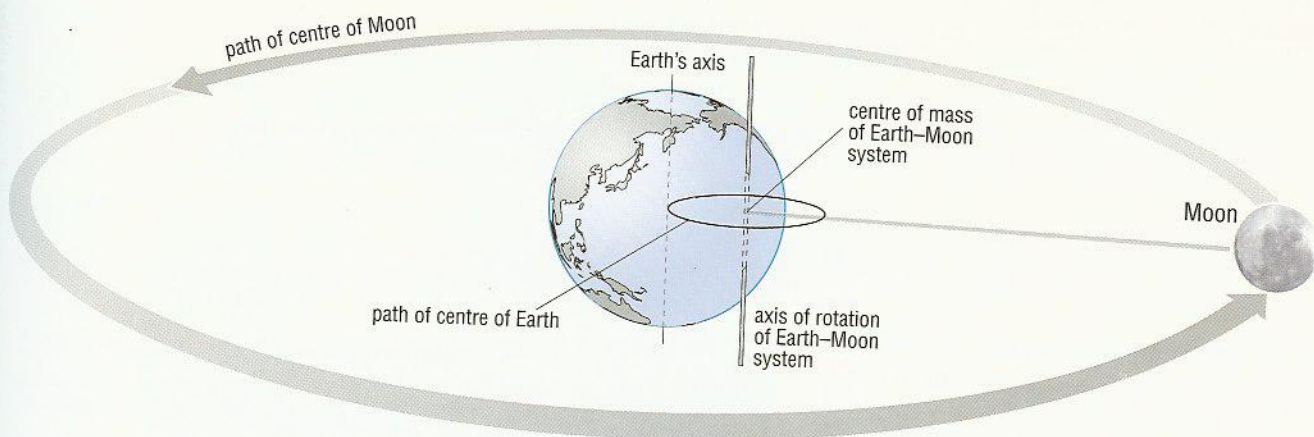 path of centre of Moon
Earth's axis
centre of mass
of Earth–Moon
system
Moon
path of centre of Earth
axis of rotation
of Earth–Moon
system